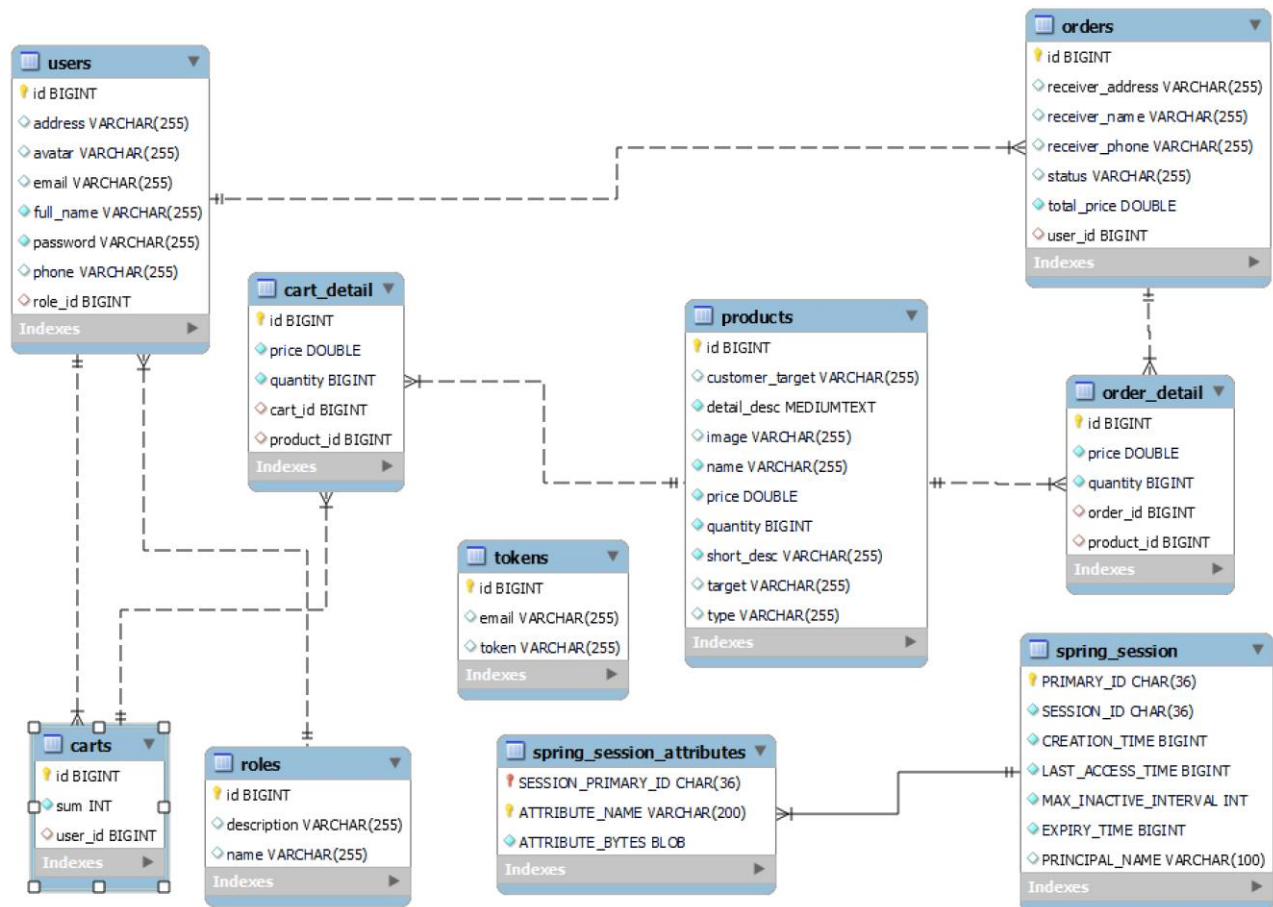 users
id BIGINT
address VARCHAR(255)
avatar VARCHAR(255)
email VARCHAR(255)
full_name VARCHAR(255)
password VARCHAR(255)
phone VARCHAR(255)
role_id BIGINT
Indexes
orders
id BIGINT
receiver_address VARCHAR(255)
receiver_name VARCHAR(255)
receiver_phone VARCHAR(255)
status VARCHAR(255)
total_price DOUBLE
user_id BIGINT
Indexes
cart_detail
id BIGINT
price DOUBLE
quantity BIGINT
cart_id BIGINT
product_id BIGINT
Indexes
products
id BIGINT
customer_target VARCHAR(255)
detail_desc MEDIUMTEXT
image VARCHAR(255)
name VARCHAR(255)
price DOUBLE
quantity BIGINT
short_desc VARCHAR(255)
target VARCHAR(255)
type VARCHAR(255)
Indexes
order_detail
id BIGINT
price DOUBLE
quantity BIGINT
order_id BIGINT
product_id BIGINT
Indexes
tokens
id BIGINT
email VARCHAR(255)
token VARCHAR(255)
Indexes
carts
id BIGINT
sum INT
user_id BIGINT
Indexes
roles
id BIGINT
description VARCHAR(255)
name VARCHAR(255)
Indexes
spring_session_attributes
SESSION_PRIMARY_ID CHAR(36)
ATTRIBUTE_NAME VARCHAR(200)
ATTRIBUTE_BYTES BLOB
Indexes
spring_session
PRIMARY_ID CHAR(36)
SESSION_ID CHAR(36)
CREATION_TIME BIGINT
LAST_ACCESS_TIME BIGINT
MAX_INACTIVE_INTERVAL INT
EXPIRY_TIME BIGINT
PRINCIPAL_NAME VARCHAR(100)
Indexes